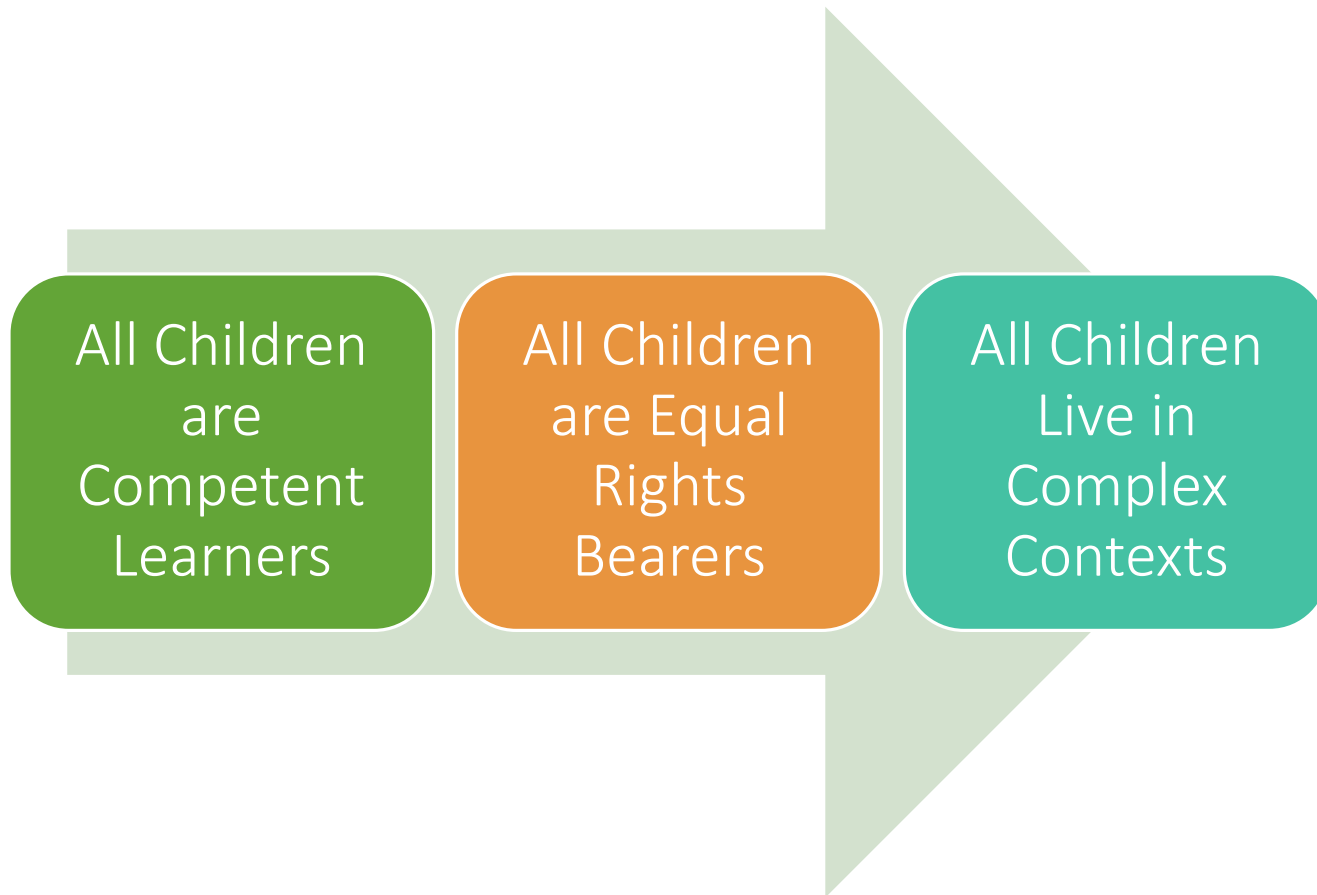 All Children
are
Competent
Learners
All Children
are Equal
Rights
Bearers
All Children
Live in
Complex
Contexts